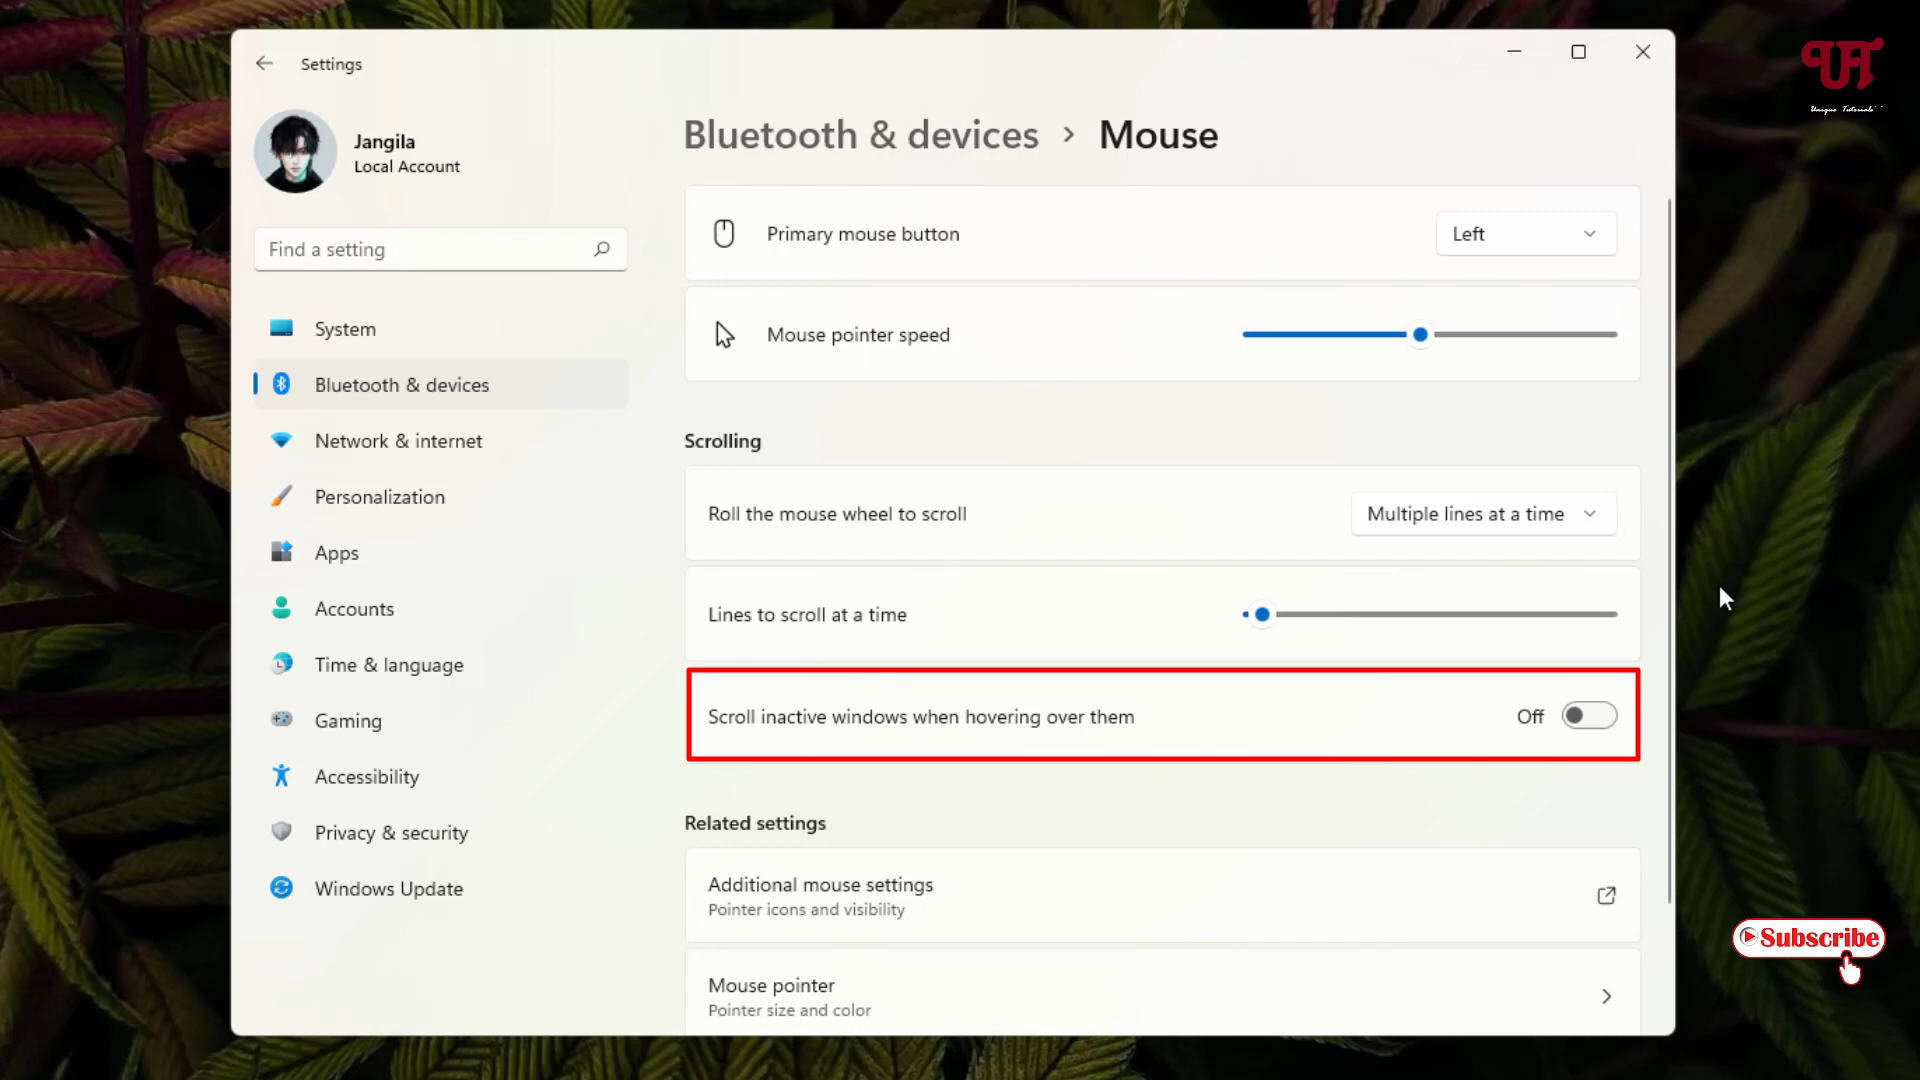 Settings
Jangila
Local Account
Find a setting
System
Bluetooth & devices
Network & internet
Personalization
Apps
Accounts
Time & language
Gaming
Accessibility
Privacy & security
Windows Update
Bluetooth & devices > Mouse
Primary mouse button
Left
Mouse pointer speed
Scrolling
Roll the mouse wheel to scroll
Multiple lines at a time
Lines to scroll at a time
Scroll inactive windows when hovering over them
Off
Related settings
Additional mouse settings
Pointer icons and visibility
Mouse pointer
Pointer size and color
UT
Unique Tutorials
Subscribe